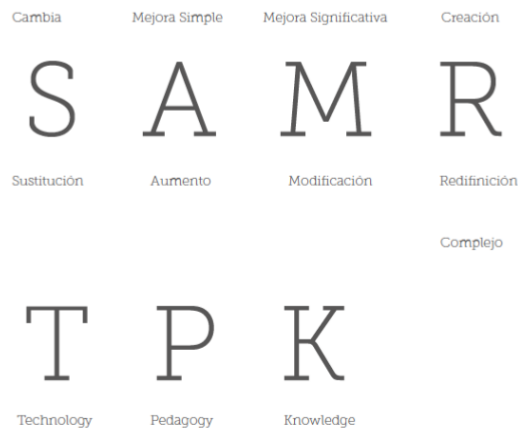 Cambia Mejora Simple Mejora Significativa Creación
S A M R
Sustitución Aumento Modificación Redifinición
Complejo
T P K
Technology Pedagogy Knowledge